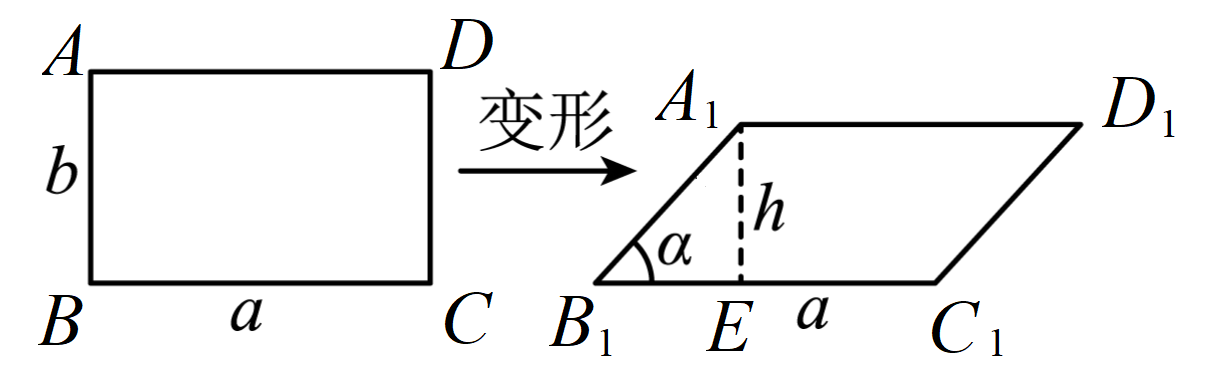 A D
b
B a C
变形
A₁ D₁
α h
B₁ E a C₁